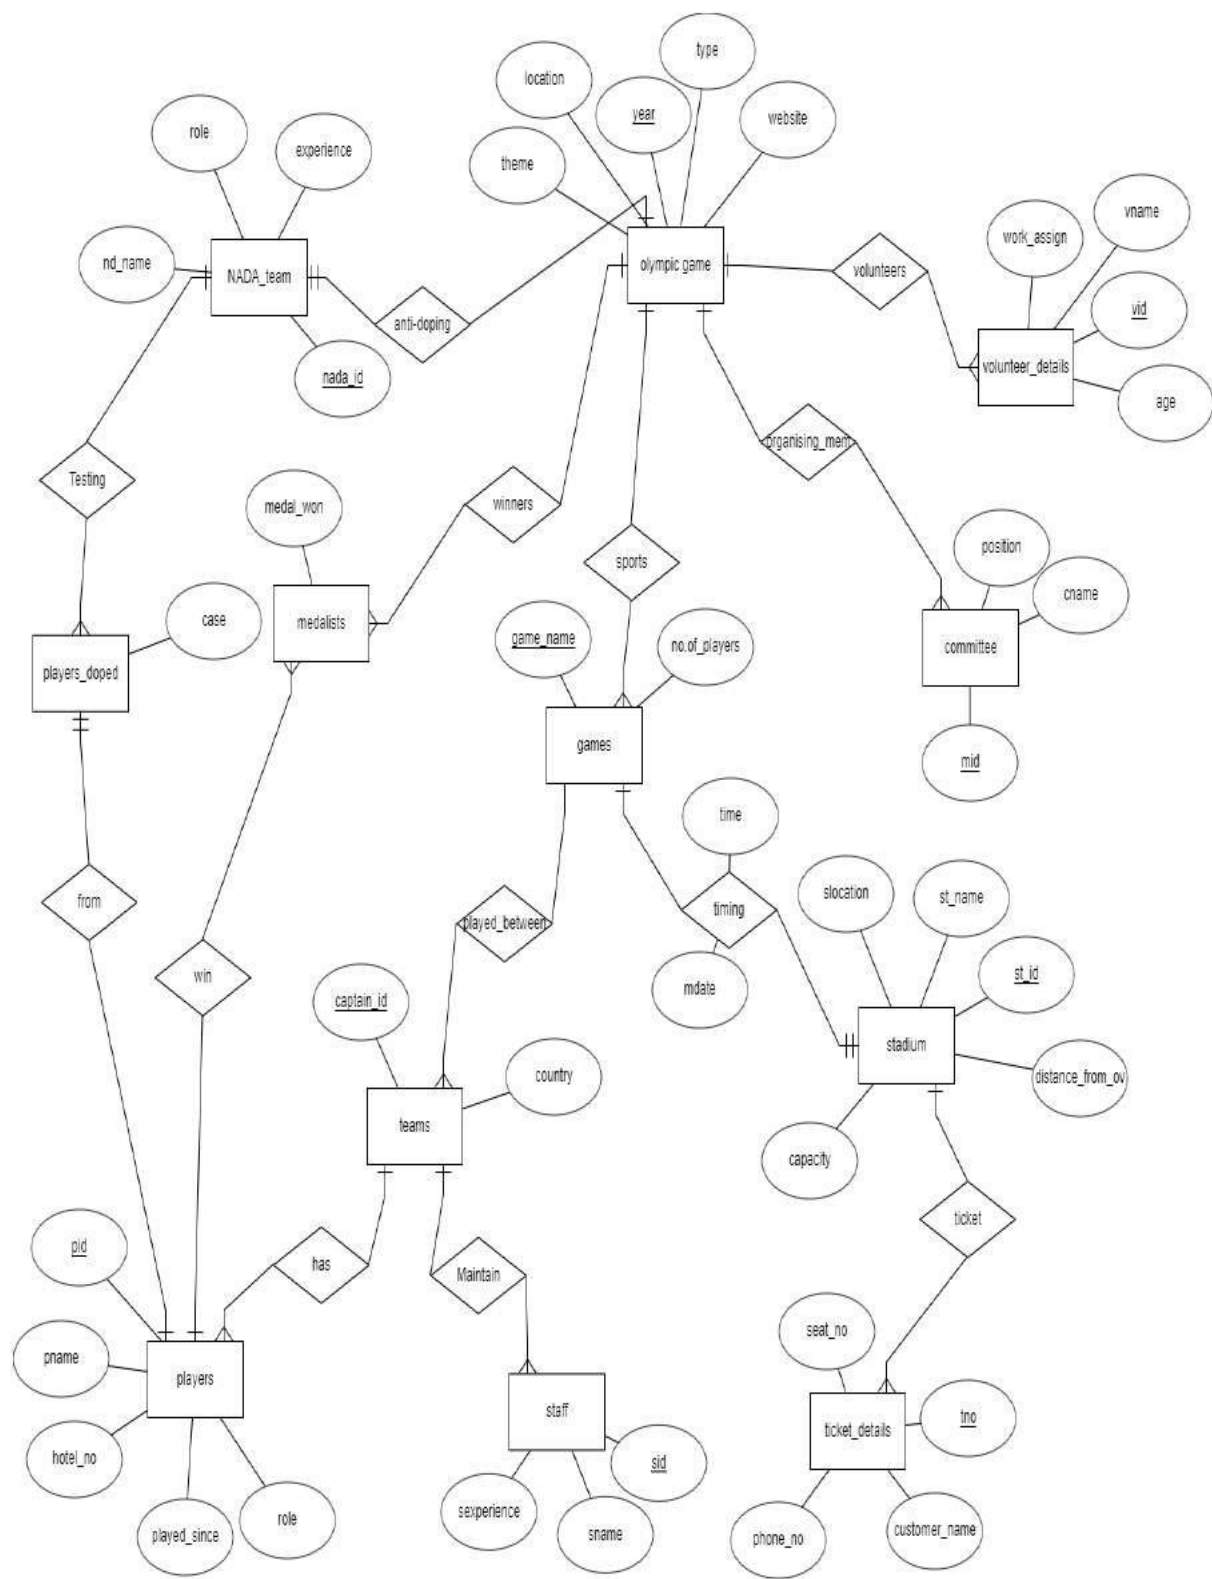 type
location
year
website
role
experience
theme
vname
work_assign
nd_name
NADA_team
olympic game
volunteers
vid
anti-doping
volunteer_details
nada_id
age
organising_ment
Testing
medal_won
winners
position
sports
cname
case
game_name
no.of_players
medalists
committee
players_doped
games
mid
time
slocation
st_name
from
timing
played_between
win
st_id
captain_id
mdate
stadium
country
distance_from_ov
teams
capacity
ticket
pid
has
Maintain
seat_no
pname
players
staff
ticket_details
tno
hotel_no
sid
sexperience
role
played_since
sname
phone_no
customer_name